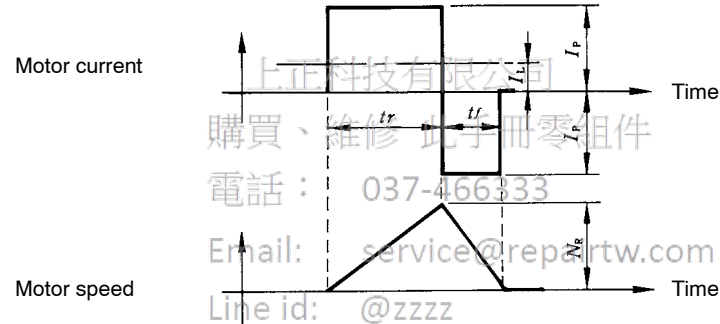 I_P
Motor current
上正科技有限公司
I_L
Time
tr
tf
購買、維修 此手冊零組件
I_P
電話： 037-466333
N_R
Email: service@repairtw.com
Motor speed
Time
Line id: @zzzz